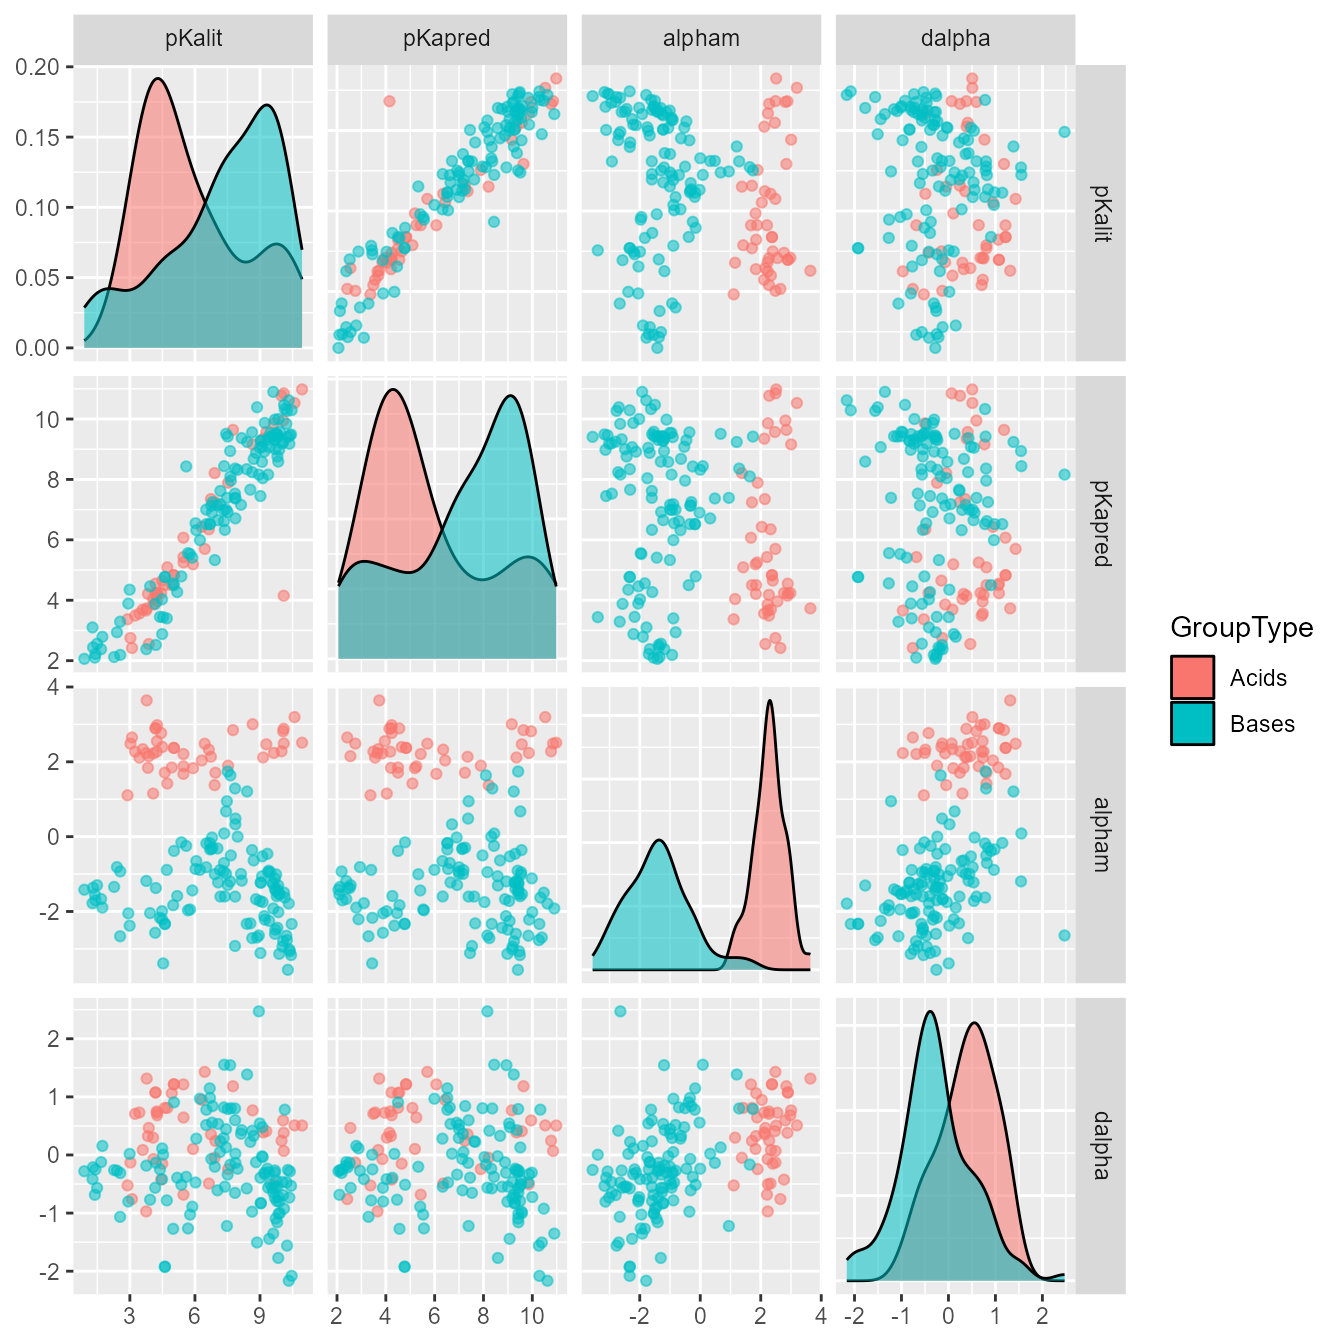 pKalit pKapred alpham dalpha
0.20
0.15
0.10
0.05
0.00
pKalit
10
8
6
4
2
pKapred
GroupType
Acids
Bases
4
2
0
-2
alpham
2
1
0
-1
-2
dalpha
3 6 9 2 4 6 8 10 -2 0 2 4 -2 -1 0 1 2